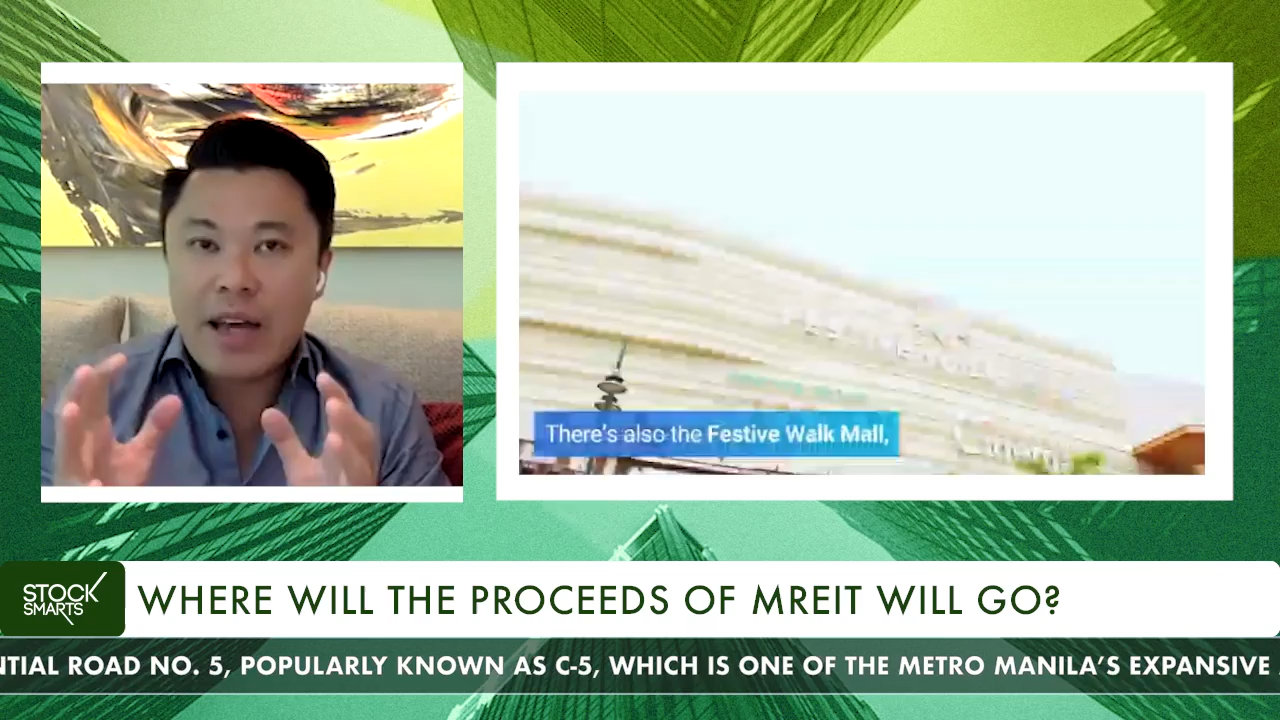 There's also the Festive Walk Mall,
STOCK
SMARTS
WHERE WILL THE PROCEEDS OF MREIT WILL GO?
NTIAL ROAD NO. 5, POPULARLY KNOWN AS C-5, WHICH IS ONE OF THE METRO MANILA'S EXPANSIVE